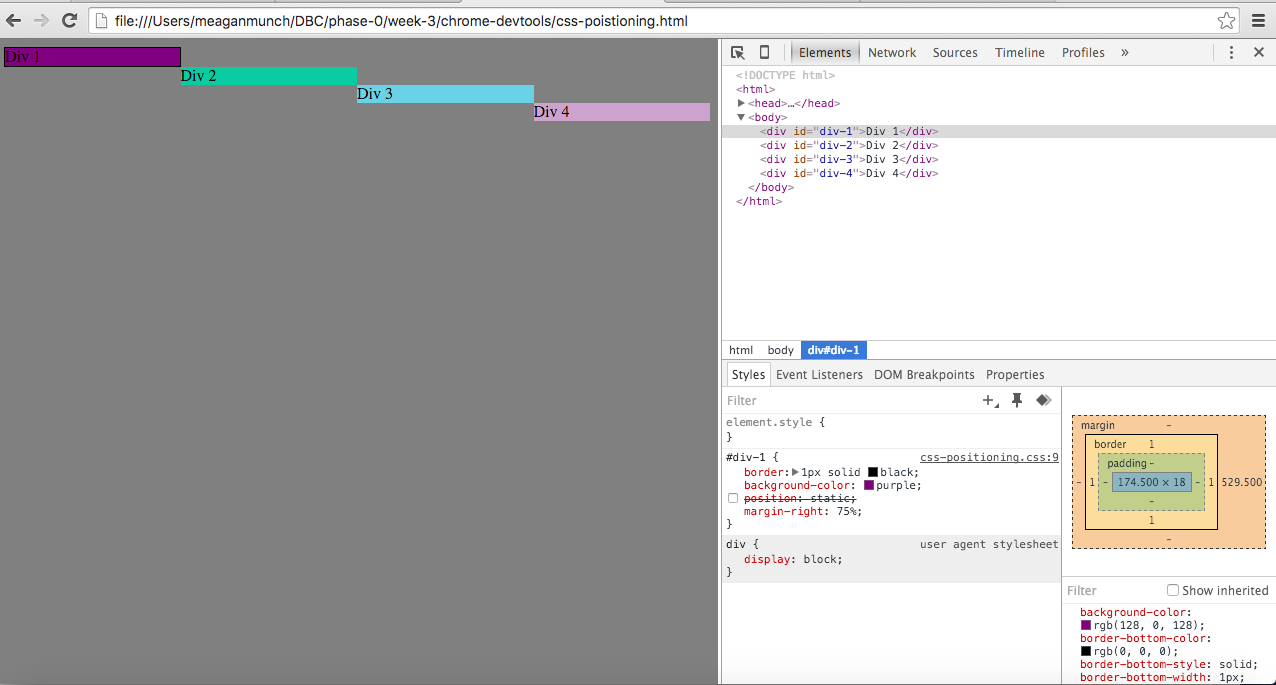 file:///Users/meaganmunch/DBC/phase-0/week-3/chrome-devtools/css-poistioning.html
Div 1
Div 2
Div 3
Div 4
Elements Network Sources Timeline Profiles »
<!DOCTYPE html>
<html>
▶<head>…</head>
▼<body>
<div id="div-1">Div 1</div>
<div id="div-2">Div 2</div>
<div id="div-3">Div 3</div>
<div id="div-4">Div 4</div>
</body>
</html>
html body div#div-1
Styles Event Listeners DOM Breakpoints Properties
Filter
element.style {
}
#div-1 { css-positioning.css:9
border:▶1px solid black;
background-color: purple;
position: static;
margin-right: 75%;
}
div { user agent stylesheet
display: block;
}
margin -
border 1
padding -
- 1 - 174.500 × 18 - 1 529.500
-
1
-
Filter Show inherited
background-color:
rgb(128, 0, 128);
border-bottom-color:
rgb(0, 0, 0);
border-bottom-style: solid;
border-bottom-width: 1px;